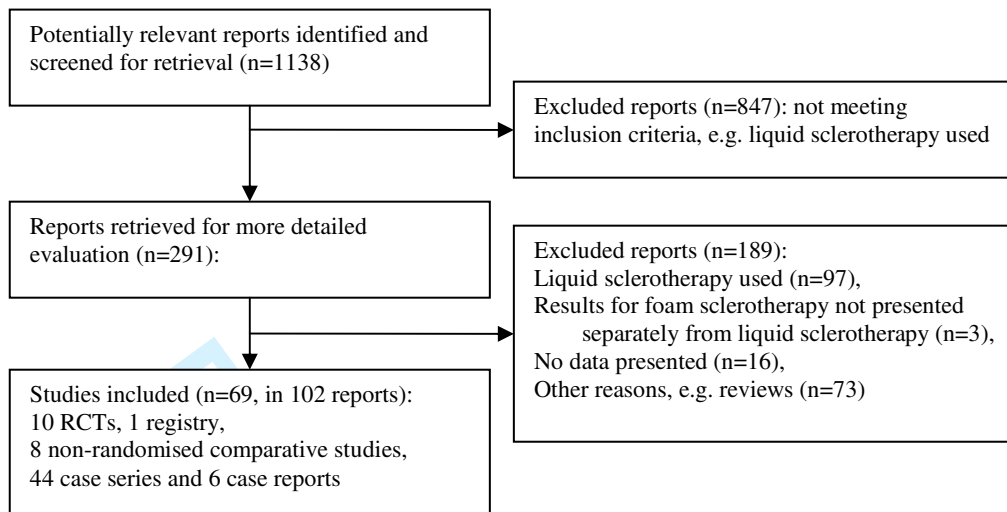 Potentially relevant reports identified and
screened for retrieval (n=1138)
Excluded reports (n=847): not meeting
inclusion criteria, e.g. liquid sclerotherapy used
Reports retrieved for more detailed
evaluation (n=291):
Excluded reports (n=189):
Liquid sclerotherapy used (n=97),
Results for foam sclerotherapy not presented
separately from liquid sclerotherapy (n=3),
No data presented (n=16),
Other reasons, e.g. reviews (n=73)
Studies included (n=69, in 102 reports):
10 RCTs, 1 registry,
8 non-randomised comparative studies,
44 case series and 6 case reports